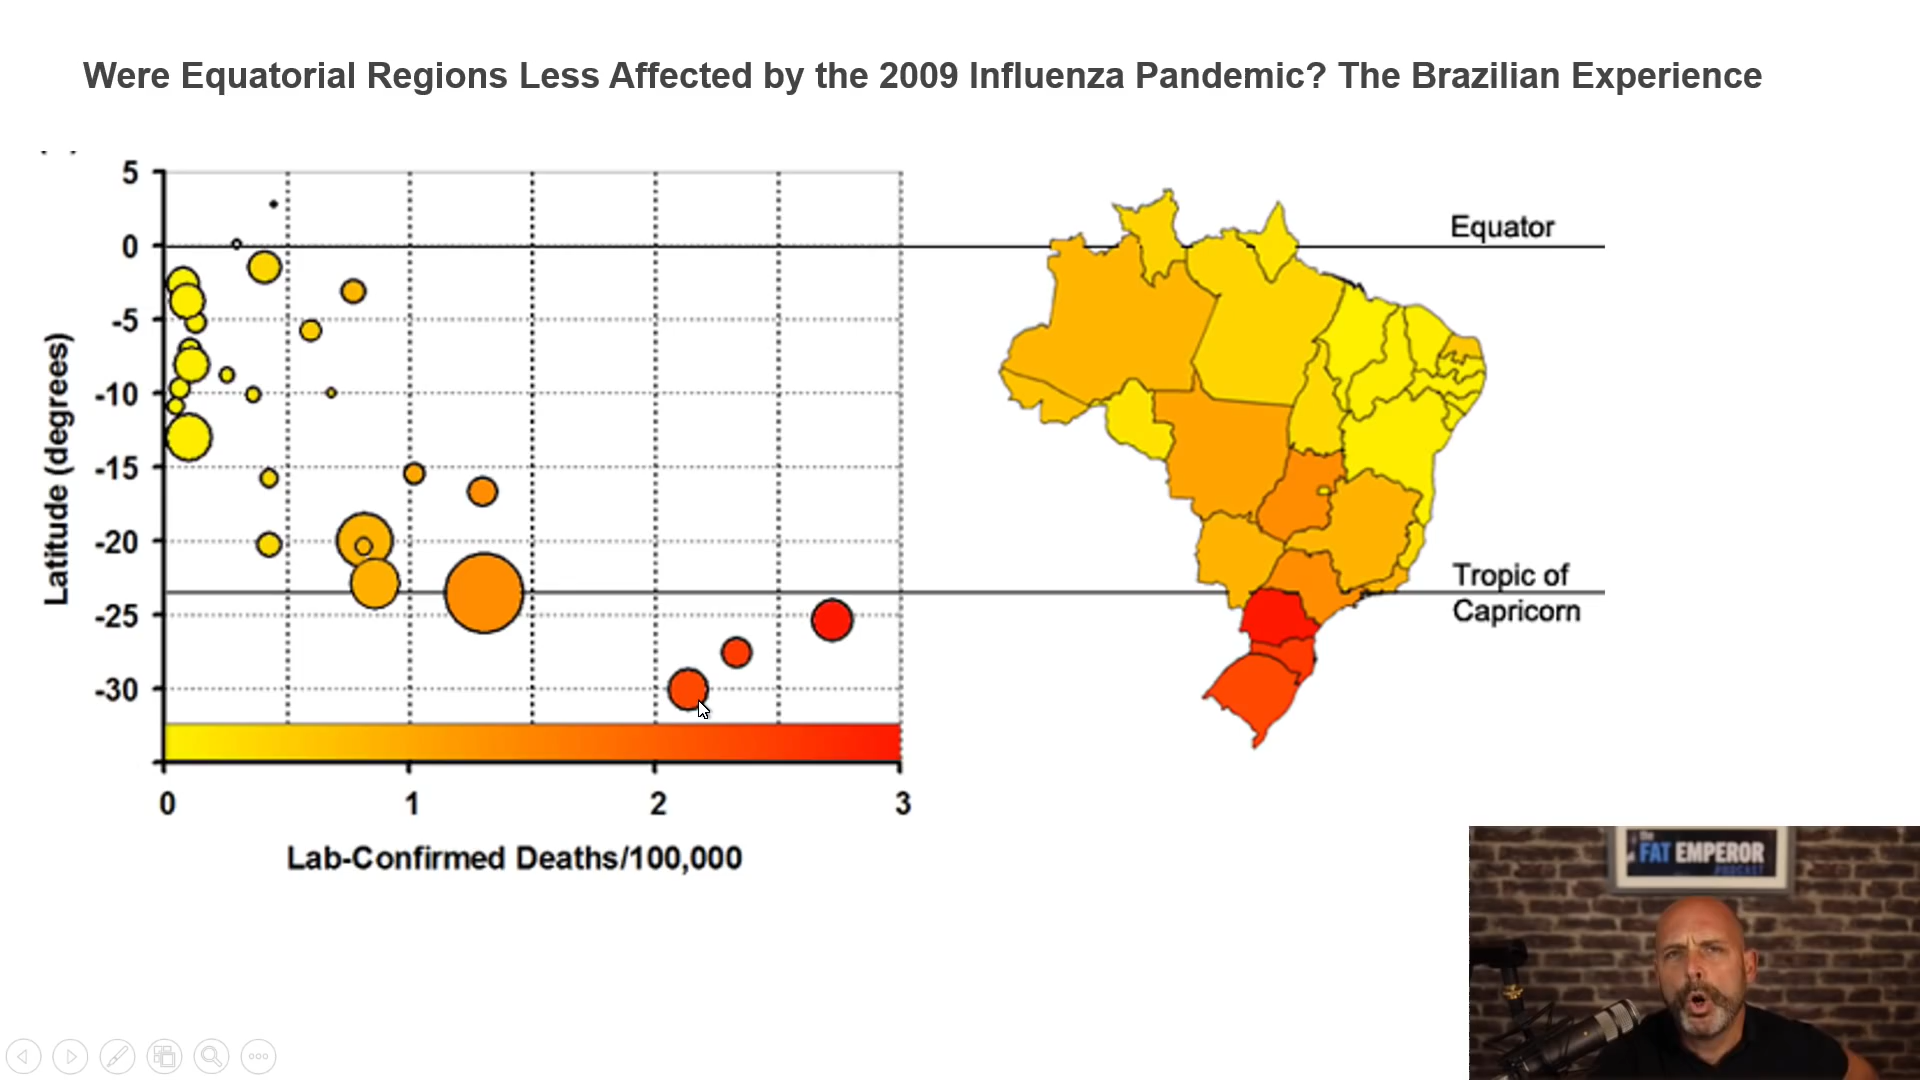 Were Equatorial Regions Less Affected by the 2009 Influenza Pandemic? The Brazilian Experience
5
0
-5
-10
-15
-20
-25
-30
Latitude (degrees)
0 1 2 3
Lab-Confirmed Deaths/100,000
Equator
Tropic of
Capricorn
the
FAT EMPEROR
PODCAST